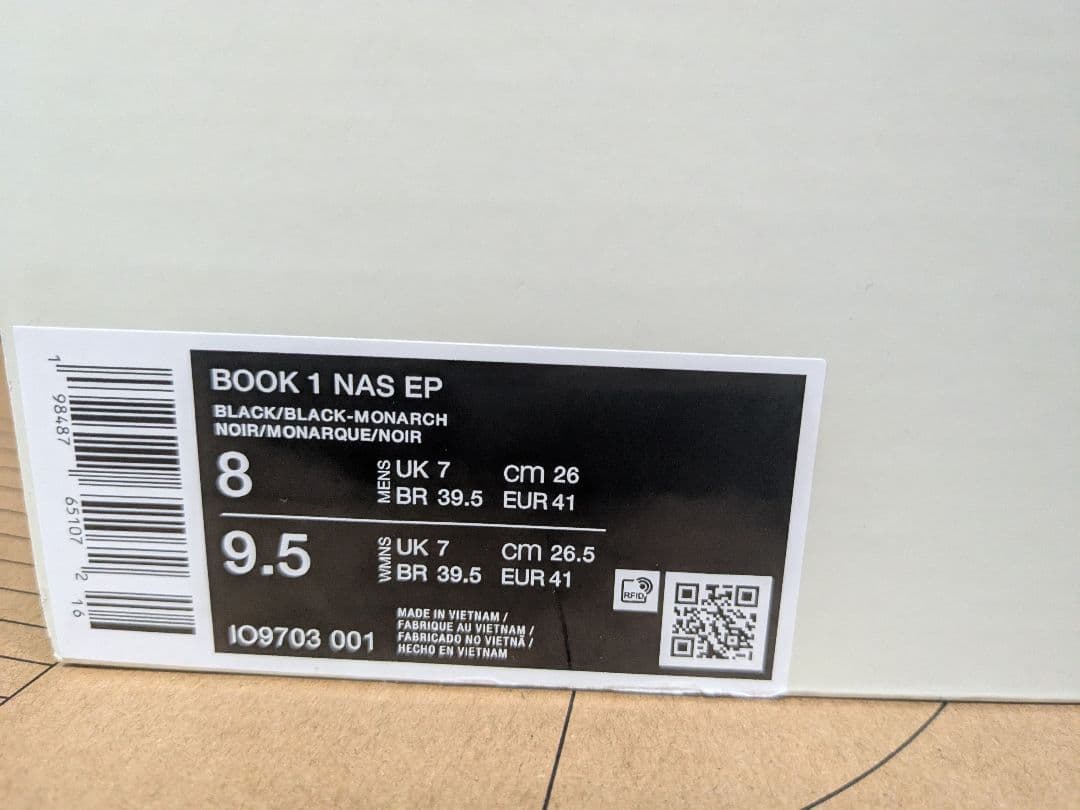 BOOK 1 NAS EP
BLACK/BLACK-MONARCH
NOIR/MONARQUE/NOIR
8
MENS
UK 7 cm 26
BR 39.5 EUR 41
9.5
WMNS
UK 7 cm 26.5
BR 39.5 EUR 41
RFID
IO9703 001
MADE IN VIETNAM /
FABRIQUE AU VIETNAM /
FABRICADO NO VIETNÃ /
HECHO EN VIETNAM
1 98487 65107 2 16